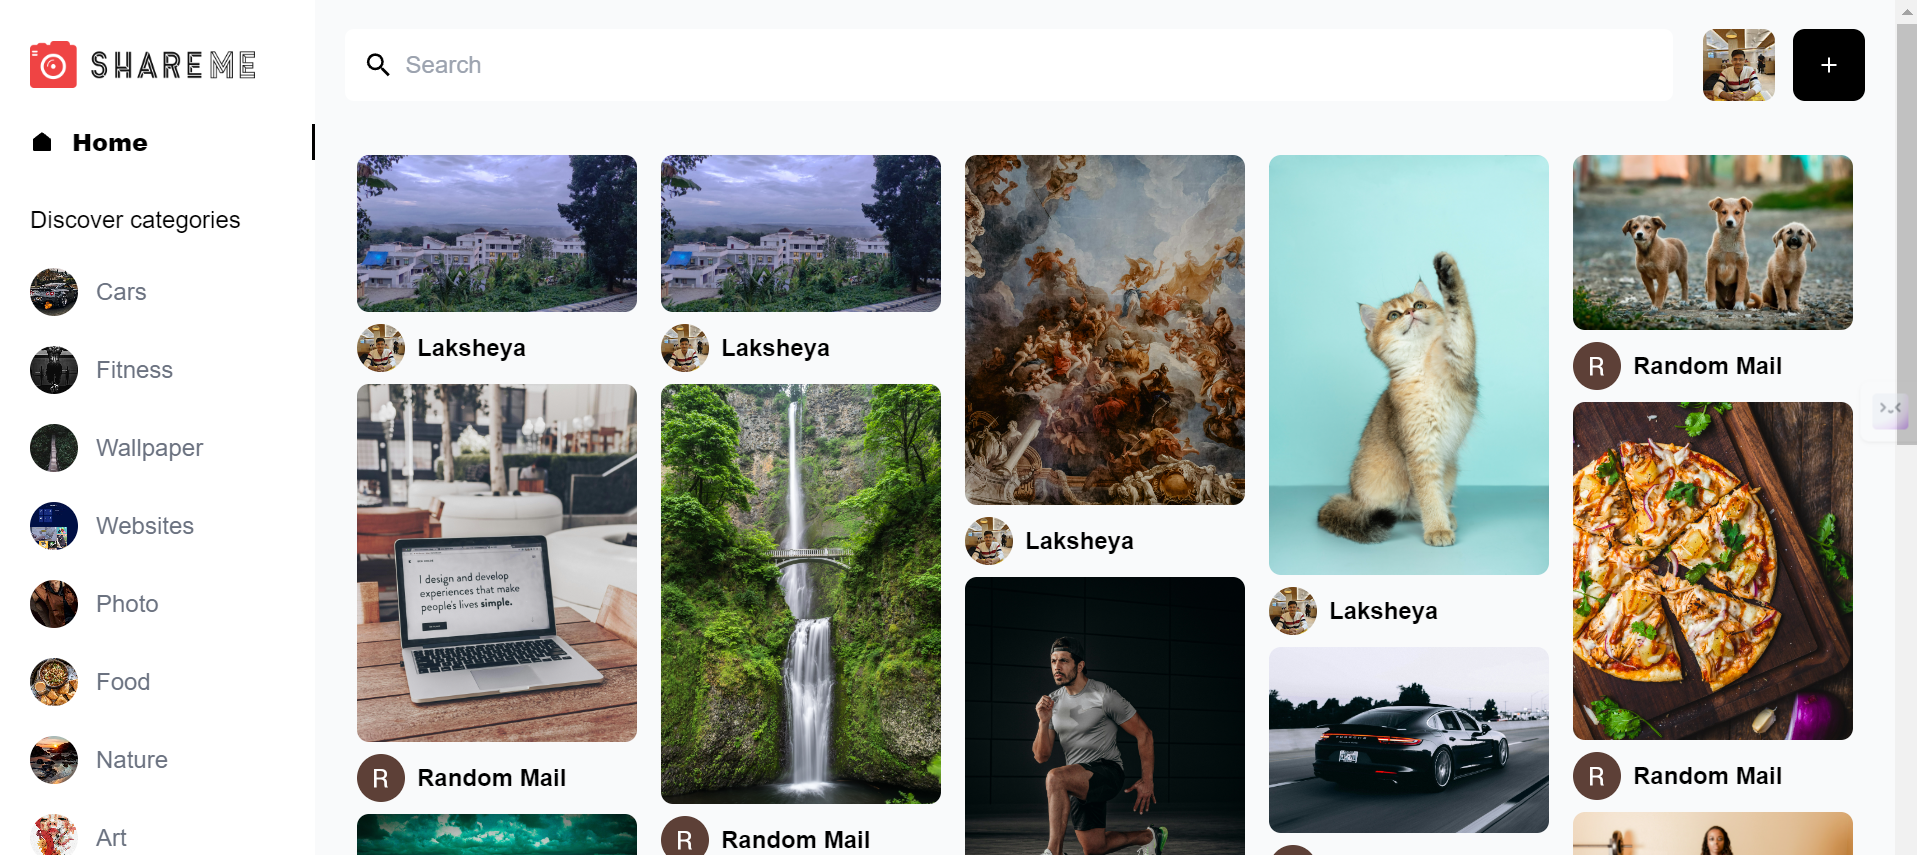 SHAREME
Search
+
Home
Discover categories
Cars
Fitness
Wallpaper
Websites
Photo
Food
Nature
Art
Laksheya
Laksheya
Laksheya
Laksheya
R Random Mail
I design and develop
experiences that make
people's lives simple.
R Random Mail
R Random Mail
R Random Mail
PORSCHE